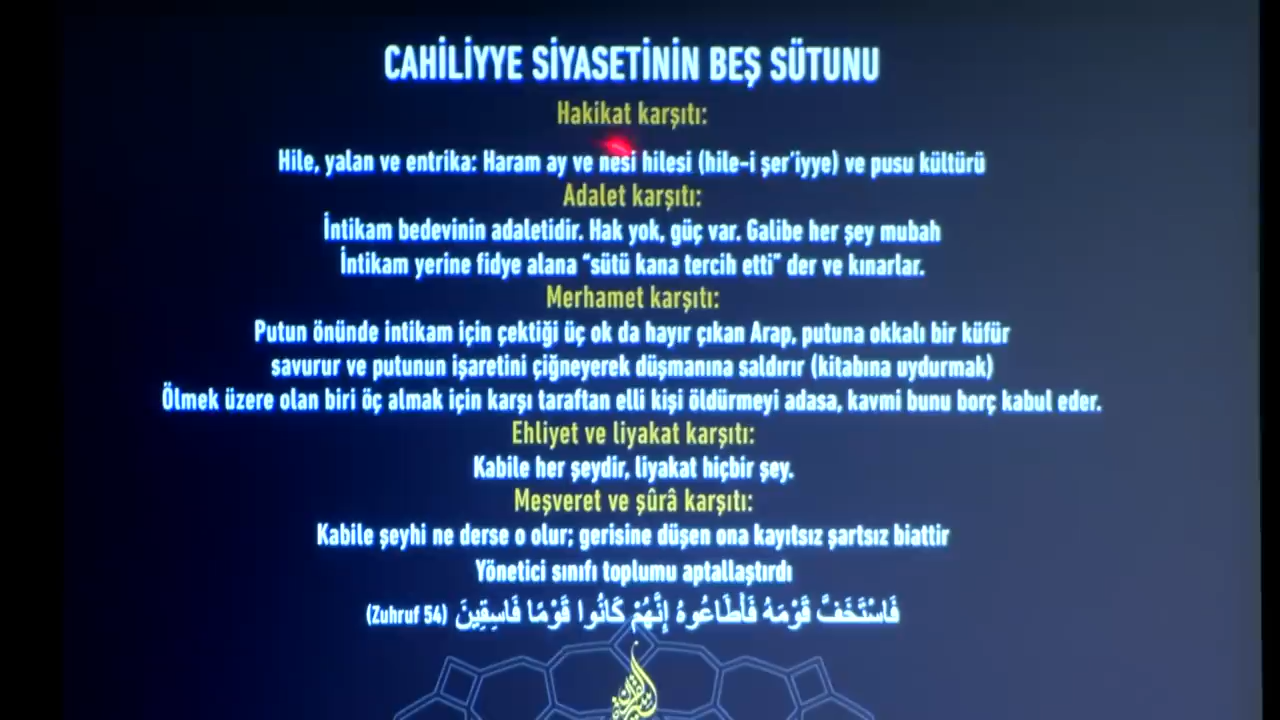 CAHİLİYYE SİYASETİNİN BEŞ SÜTUNU
Hakikat karşıtı:
Hile, yalan ve entrika: Haram ay ve nesi hilesi (hile-i şer'iyye) ve pusu kültürü
Adalet karşıtı:
İntikam bedevinin adaletidir. Hak yok, güç var. Galibe her şey mubah
İntikam yerine fidye alana “sütü kana tercih etti” der ve kınarlar.
Merhamet karşıtı:
Putun önünde intikam için çektiği üç ok da hayır çıkan Arap, putuna okkalı bir küfür
savurur ve putunun işaretini çiğneyerek düşmanına saldırır (kitabına uydurmak)
Ölmek üzere olan biri öç almak için karşı taraftan elli kişi öldürmeyi adasa, kavmi bunu borç kabul eder.
Ehliyet ve liyakat karşıtı:
Kabile her şeydir, liyakat hiçbir şey.
Meşveret ve şûrâ karşıtı:
Kabile şeyhi ne derse o olur; gerisine düşen ona kayıtsız şartsız biattir
Yönetici sınıfı toplumu aptallaştırdı
فَاسْتَخَفَّ قَوْمَهُ فَأَطَاعُوهُ إِنَّهُمْ كَانُوا قَوْمًا فَاسِقِينَ (Zuhruf 54)